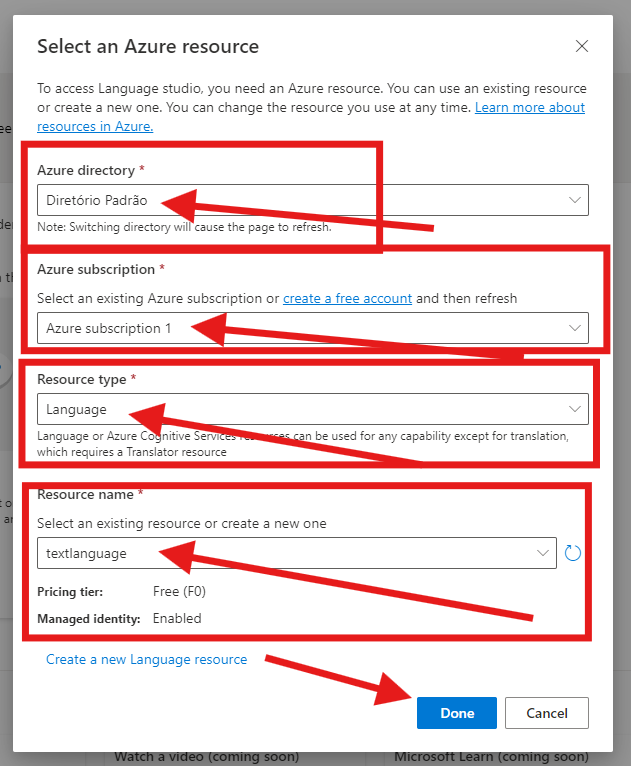 Select an Azure resource
To access Language studio, you need an Azure resource. You can use an existing resource
or create a new one. You can change the resource you use at any time. Learn more about
resources in Azure.
Azure directory *
Diretório Padrão
Note: Switching directory will cause the page to refresh.
Azure subscription *
Select an existing Azure subscription or create a free account and then refresh
Azure subscription 1
Resource type *
Language
Language or Azure Cognitive Services resources can be used for any capability except for translation,
which requires a Translator resource
Resource name *
Select an existing resource or create a new one
textlanguage
Pricing tier: Free (F0)
Managed identity: Enabled
Create a new Language resource
Done Cancel
Watch a video (coming soon) Microsoft Learn (coming soon)